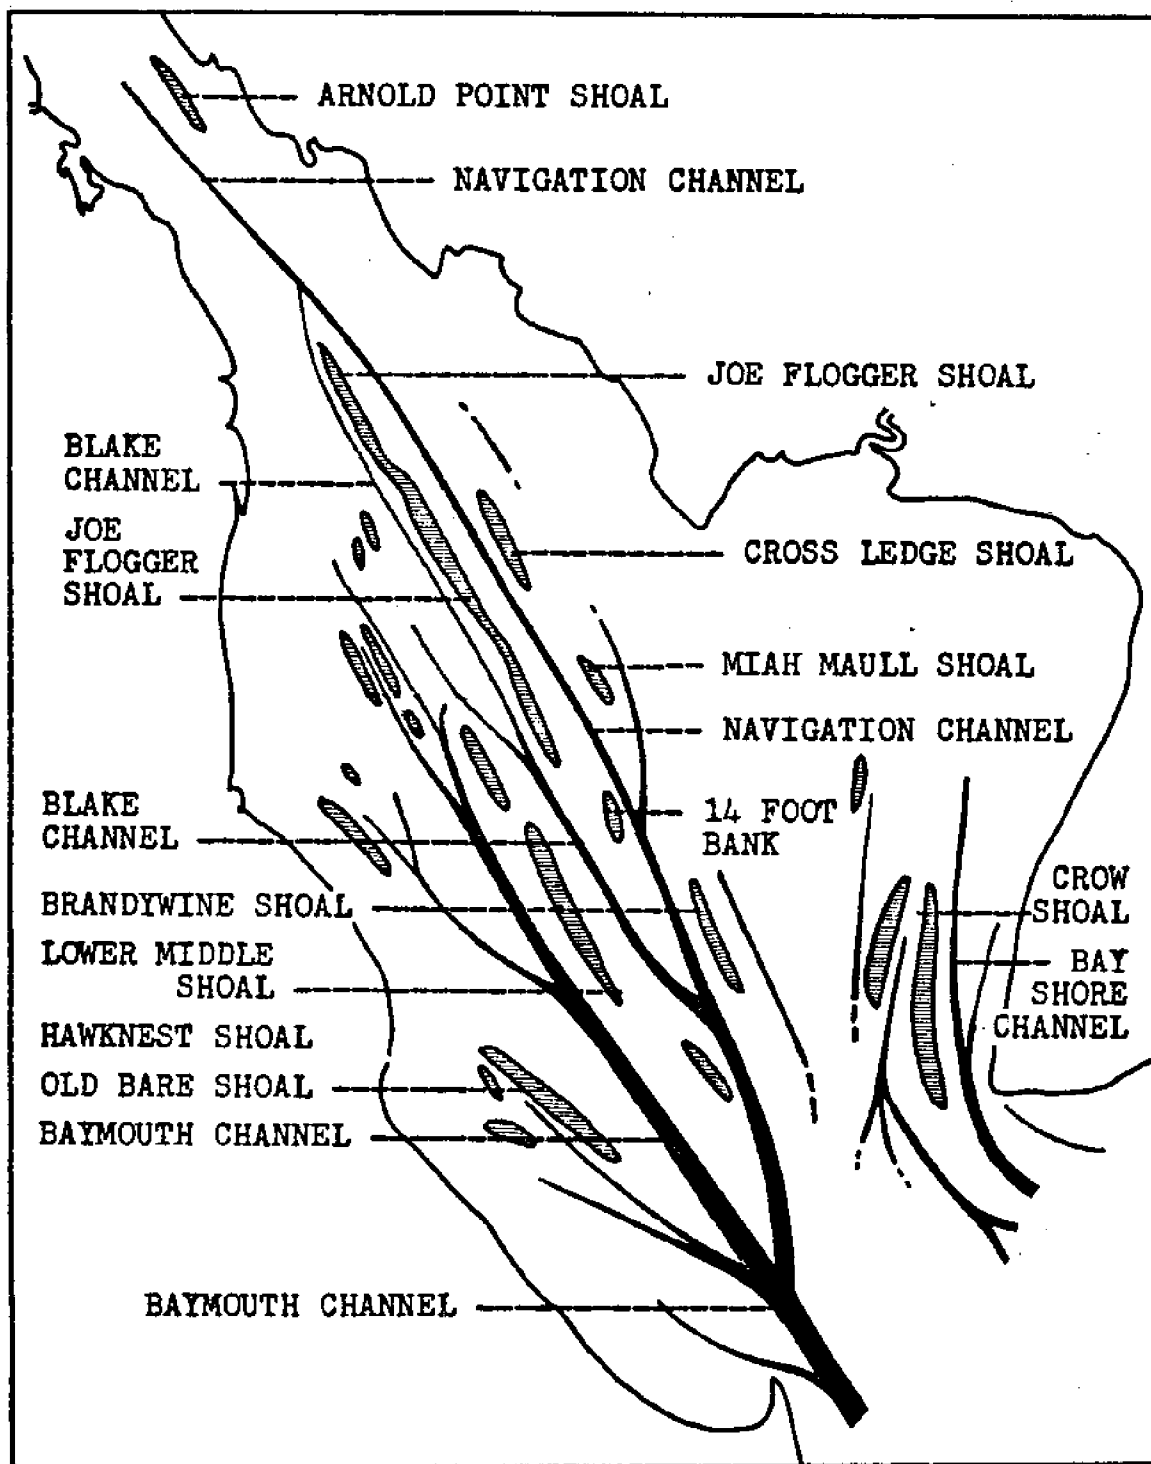 ARNOLD POINT SHOAL
NAVIGATION CHANNEL
JOE FLOGGER SHOAL
BLAKE
CHANNEL
JOE
FLOGGER
SHOAL
CROSS LEDGE SHOAL
MIAH MAULL SHOAL
NAVIGATION CHANNEL
BLAKE
CHANNEL
14 FOOT
BANK
CROW
SHOAL
BRANDYWINE SHOAL
LOWER MIDDLE
SHOAL
BAY
SHORE
CHANNEL
HAWKNEST SHOAL
OLD BARE SHOAL
BAYMOUTH CHANNEL
BAYMOUTH CHANNEL